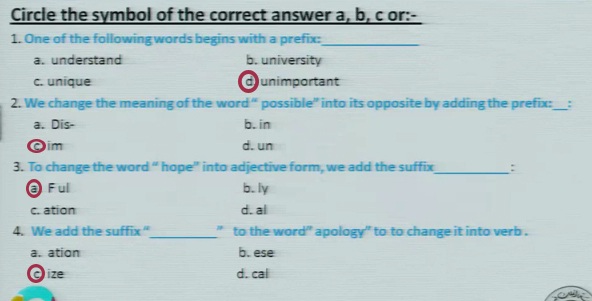 Circle the symbol of the correct answer a, b, c or:-
1. One of the following words begins with a prefix:____________
a. understand b. university
c. unique d unimportant
2. We change the meaning of the word “ possible” into its opposite by adding the prefix:__:
a. Dis- b. in
c im d. un
3. To change the word “ hope” into adjective form, we add the suffix__________:
a) Ful b. ly
c. ation d. al
4. We add the suffix “_________ ” to the word” apology” to to change it into verb .
a. ation b. ese
c ize d. cal